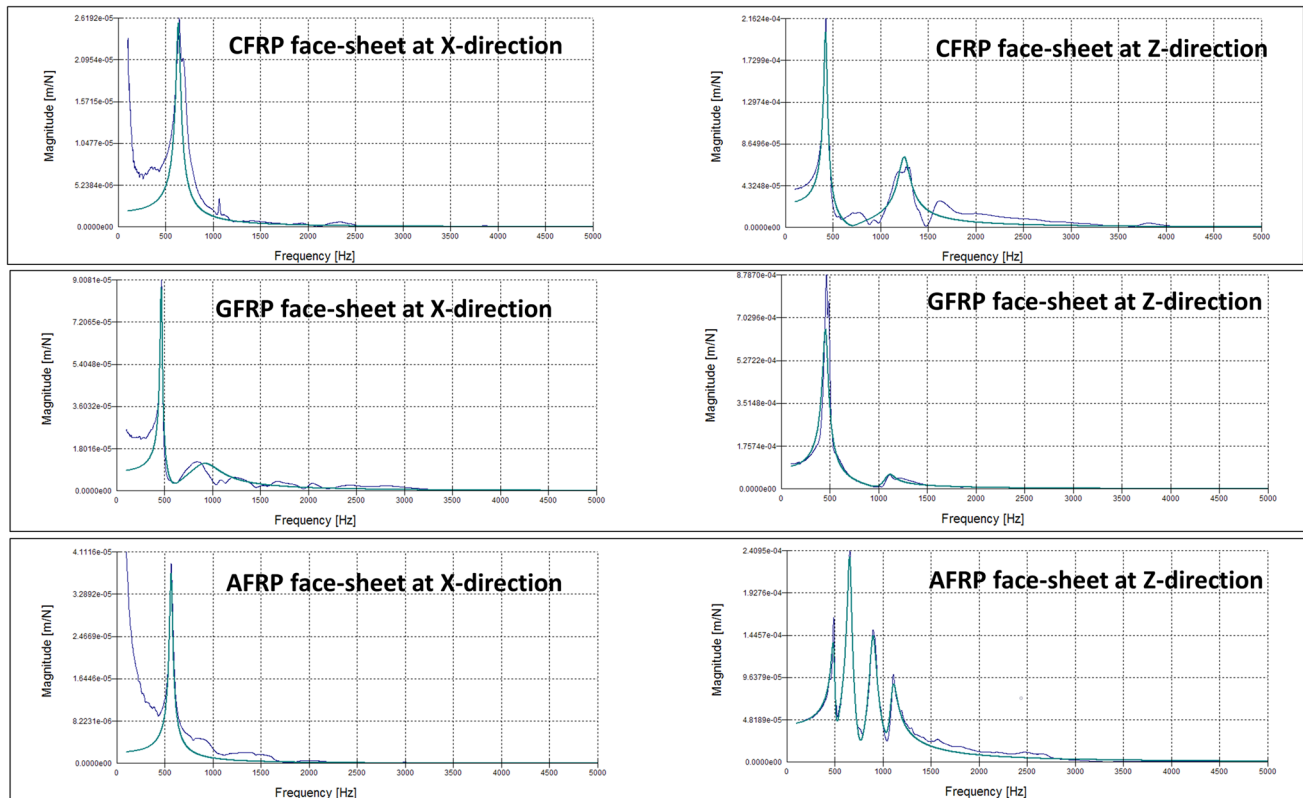 CFRP face-sheet at X-direction
Magnitude [m/N]
2.6192e-05
2.0954e-05
1.5715e-05
1.0477e-05
5.2384e-06
0.0000e00
0 500 1000 1500 2000 2500 3000 3500 4000 4500 5000
Frequency [Hz]
CFRP face-sheet at Z-direction
Magnitude [m/N]
2.1624e-04
1.7299e-04
1.2974e-04
8.6496e-05
4.3248e-05
0.0000e00
0 500 1000 1500 2000 2500 3000 3500 4000 4500 5000
Frequency [Hz]
GFRP face-sheet at X-direction
Magnitude [m/N]
9.0081e-05
7.2065e-05
5.4048e-05
3.6032e-05
1.8016e-05
0.0000e00
0 500 1000 1500 2000 2500 3000 3500 4000 4500 5000
Frequency [Hz]
GFRP face-sheet at Z-direction
Magnitude [m/N]
8.7870e-04
7.0296e-04
5.2722e-04
3.5148e-04
1.7574e-04
0.0000e00
0 500 1000 1500 2000 2500 3000 3500 4000 4500 5000
Frequency [Hz]
AFRP face-sheet at X-direction
Magnitude [m/N]
4.1116e-05
3.2892e-05
2.4669e-05
1.6446e-05
8.2231e-06
0.0000e00
0 500 1000 1500 2000 2500 3000 3500 4000 4500 5000
Frequency [Hz]
AFRP face-sheet at Z-direction
Magnitude [m/N]
2.4095e-04
1.9276e-04
1.4457e-04
9.6379e-05
4.8189e-05
0.0000e00
0 500 1000 1500 2000 2500 3000 3500 4000 4500 5000
Frequency [Hz]